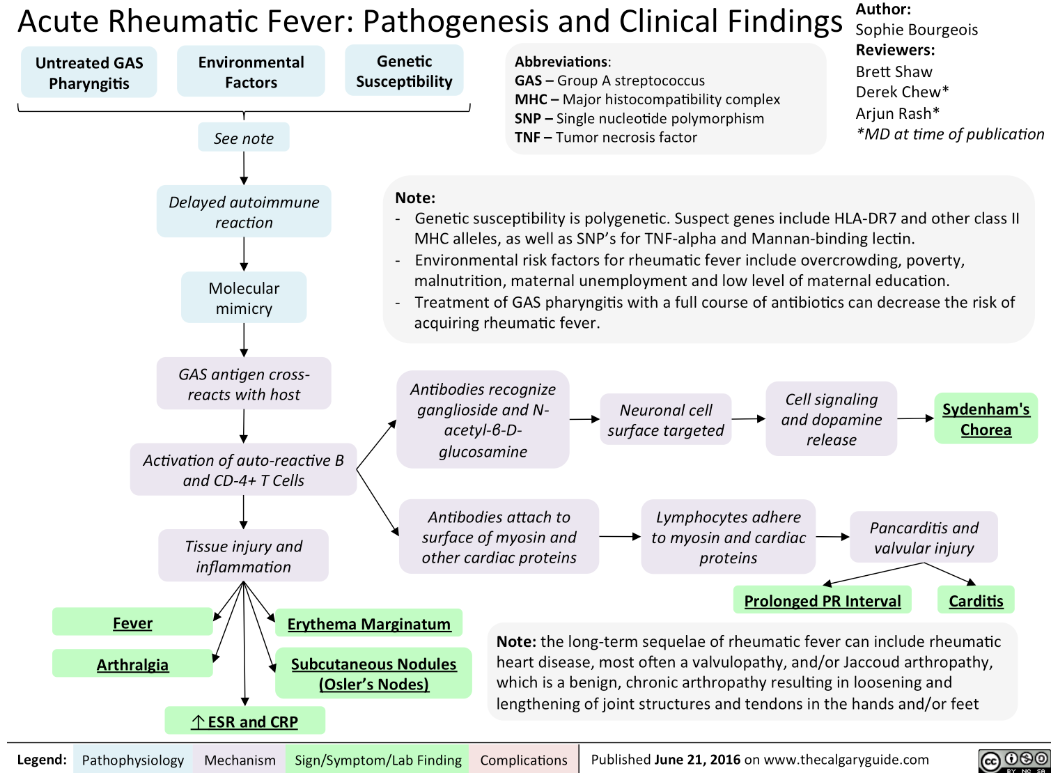 Acute Rheumatic Fever: Pathogenesis and Clinical Findings
Author:
Sophie Bourgeois
Reviewers:
Brett Shaw
Derek Chew*
Arjun Rash*
*MD at time of publication
Untreated GAS
Pharyngitis
Environmental
Factors
Genetic
Susceptibility
Abbreviations:
GAS – Group A streptococcus
MHC – Major histocompatibility complex
SNP – Single nucleotide polymorphism
TNF – Tumor necrosis factor
See note
Delayed autoimmune
reaction
Molecular
mimicry
Note:
- Genetic susceptibility is polygenetic. Suspect genes include HLA-DR7 and other class II
MHC alleles, as well as SNP's for TNF-alpha and Mannan-binding lectin.
- Environmental risk factors for rheumatic fever include overcrowding, poverty,
malnutrition, maternal unemployment and low level of maternal education.
- Treatment of GAS pharyngitis with a full course of antibiotics can decrease the risk of
acquiring rheumatic fever.
GAS antigen cross-
reacts with host
Activation of auto-reactive B
and CD-4+ T Cells
Antibodies recognize
ganglioside and N-
acetyl-β-D-
glucosamine
Neuronal cell
surface targeted
Cell signaling
and dopamine
release
Sydenham's
Chorea
Antibodies attach to
surface of myosin and
other cardiac proteins
Lymphocytes adhere
to myosin and cardiac
proteins
Pancarditis and
valvular injury
Prolonged PR Interval
Carditis
Tissue injury and
inflammation
Fever
Erythema Marginatum
Arthralgia
Subcutaneous Nodules
(Osler's Nodes)
↑ ESR and CRP
Note: the long-term sequelae of rheumatic fever can include rheumatic
heart disease, most often a valvulopathy, and/or Jaccoud arthropathy,
which is a benign, chronic arthropathy resulting in loosening and
lengthening of joint structures and tendons in the hands and/or feet
Legend: Pathophysiology Mechanism Sign/Symptom/Lab Finding Complications Published June 21, 2016 on www.thecalgaryguide.com
cc BY NC SA